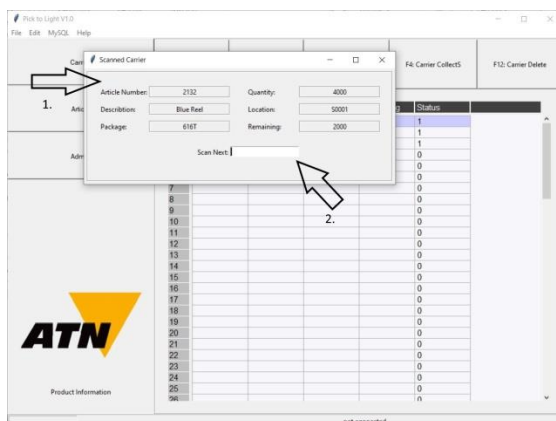 Pick to Light V1.0
File Edit MySQL Help
Scanned Carrier
F4: Carrier CollectS
F12: Carrier Delete
Article Number: 2132 Quantity: 4000
Describtion: Blue Reel Location: S0001
Package: 616T Remaining: 2000
Scan Next:
1.
2.
Status
1
1
1
0
0
0
7 0
8 0
9 0
10 0
11 0
12 0
13 0
14 0
15 0
16 0
17 0
18 0
19 0
20 0
21 0
22 0
23 0
24 0
25 0
ATN
Product Information